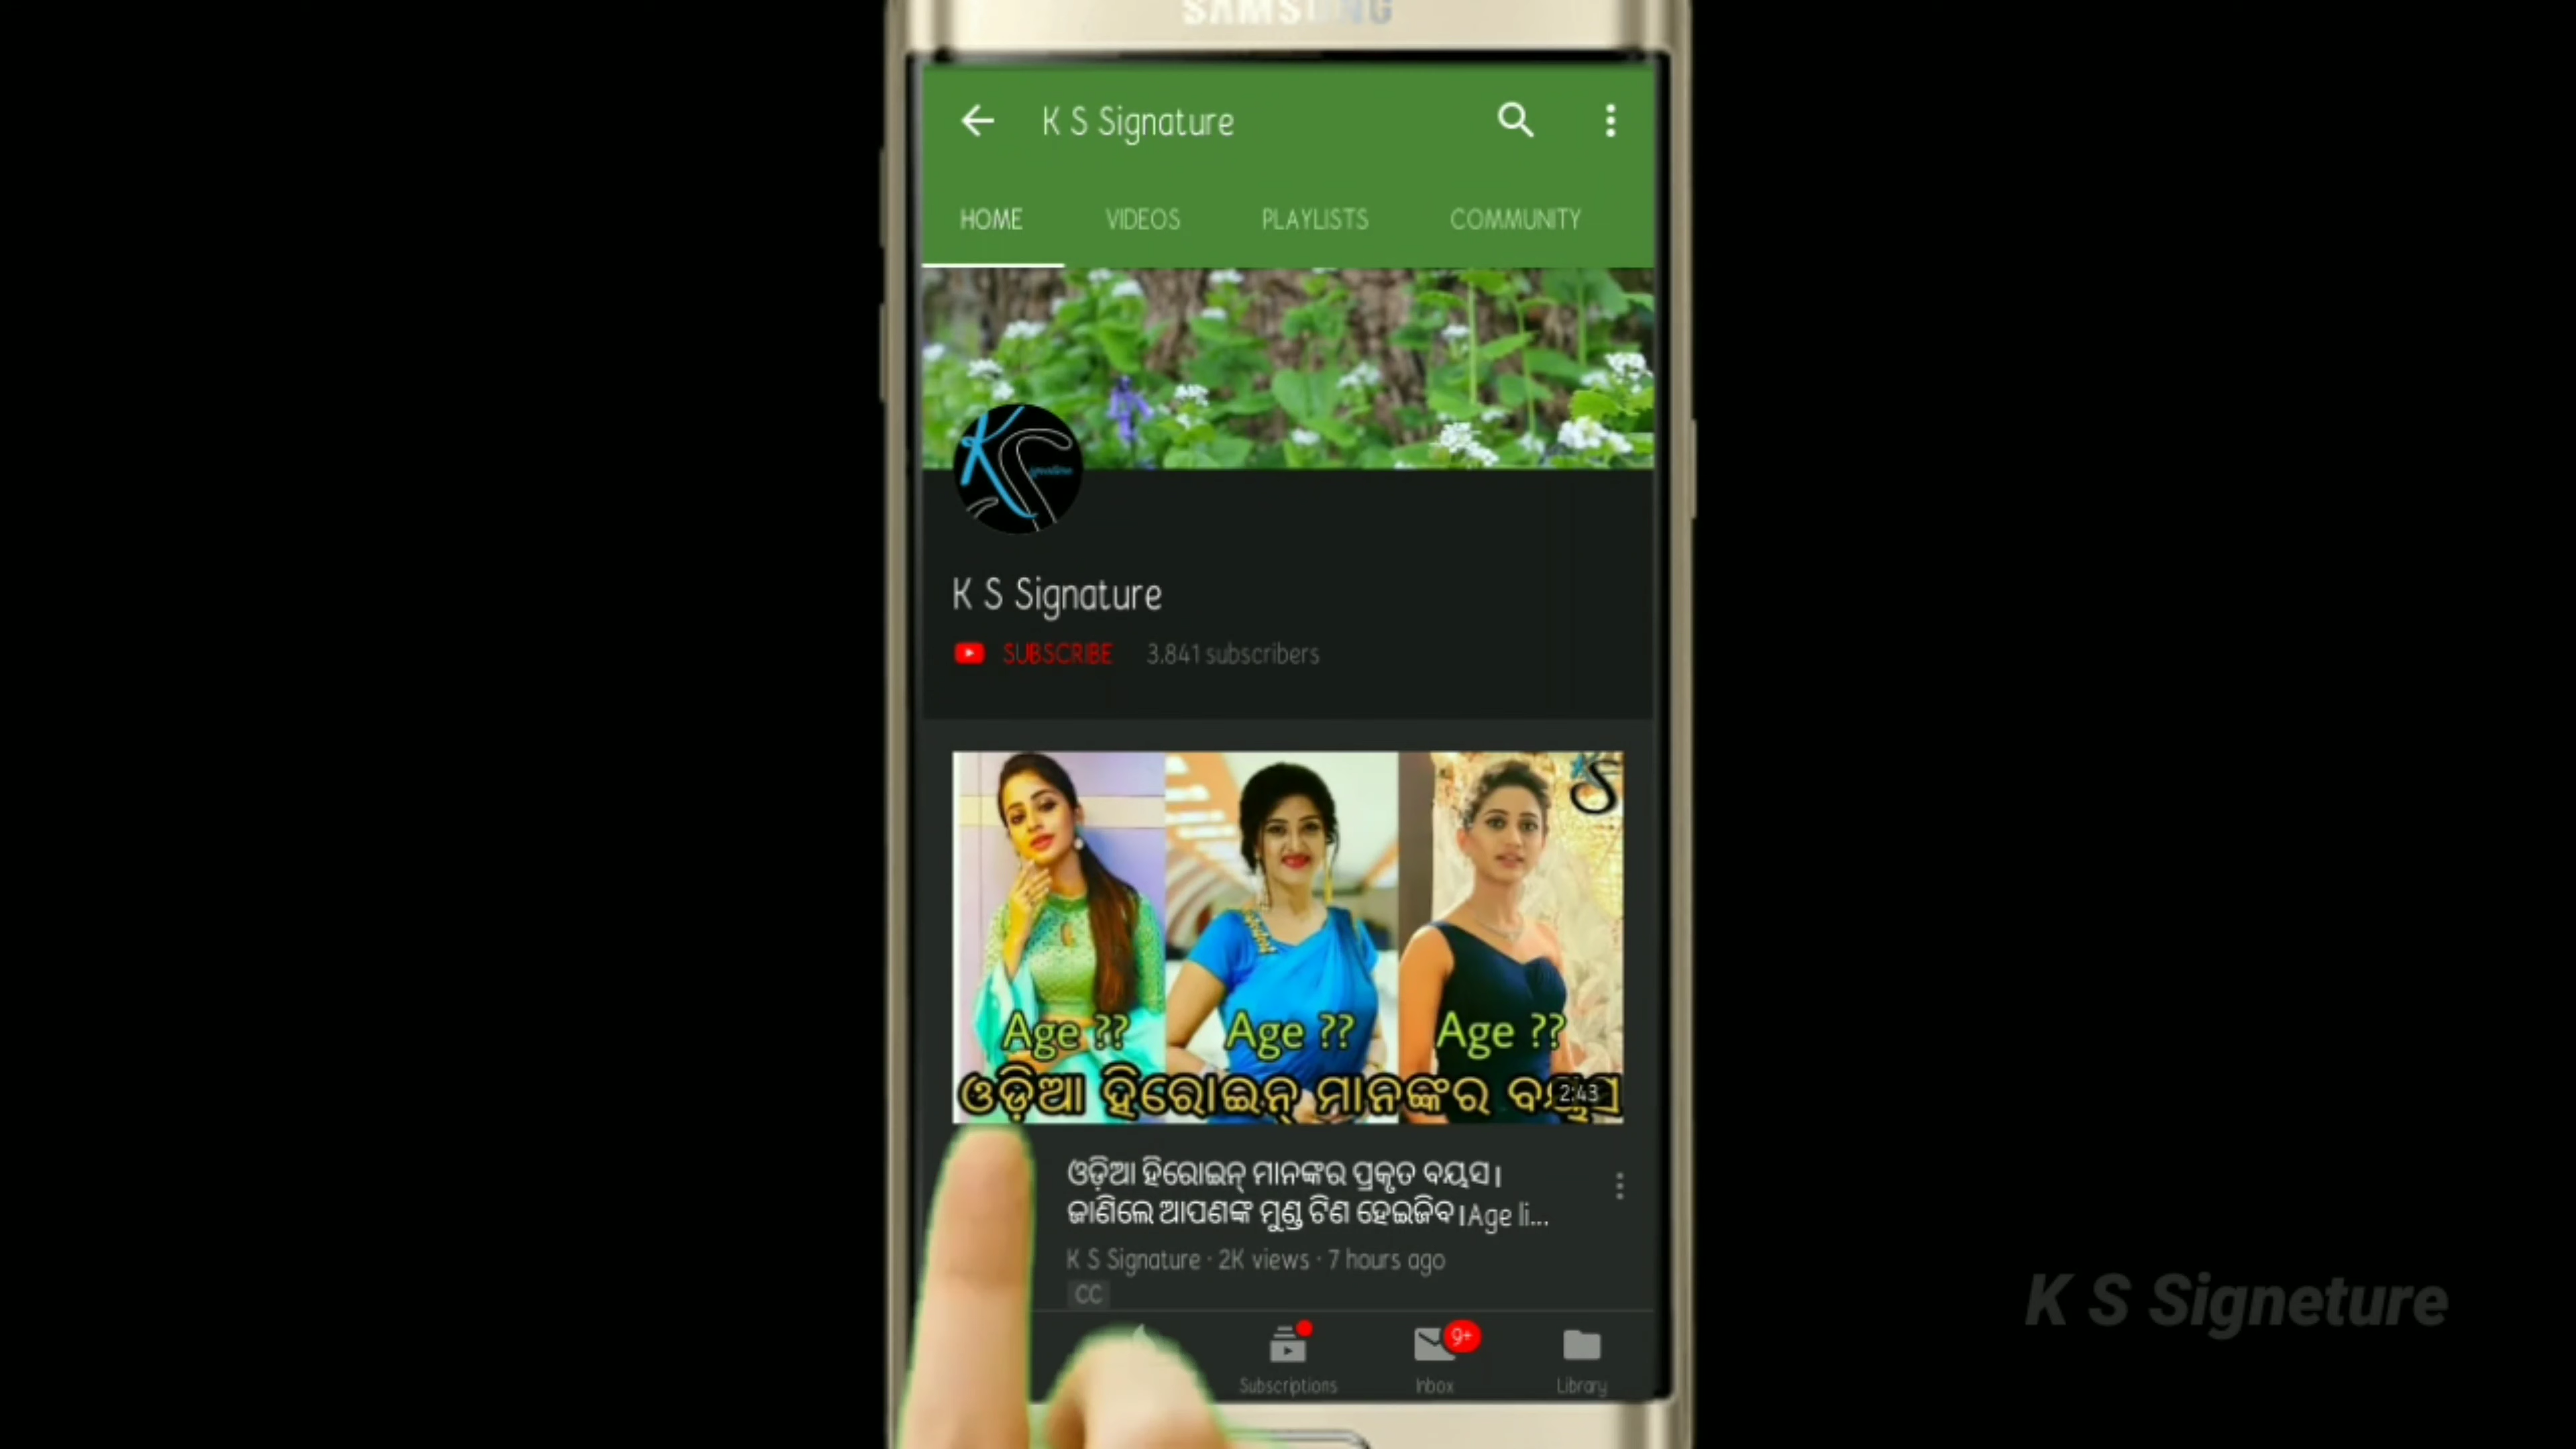 SAMSUNG
K S Signature
HOME VIDEOS PLAYLISTS COMMUNITY
KS
K S Signature
SUBSCRIBE 3,841 subscribers
KS
Age ?? Age ?? Age ??
ଓଡ଼ିଆ ହିରୋଇନ୍ ମାନଙ୍କର ବୟସ
2:43
ଓଡ଼ିଆ ହିରୋଇନ୍ ମାନଙ୍କର ପ୍ରକୃତ ବୟସ।
ଜାଣିଲେ ଆପଣଙ୍କ ମୁଣ୍ଡ ଟିଣ ହେଇଜିବ।Age li...
K S Signature · 2K views · 7 hours ago
CC
9+
Subscriptions Inbox Library
K S Signeture